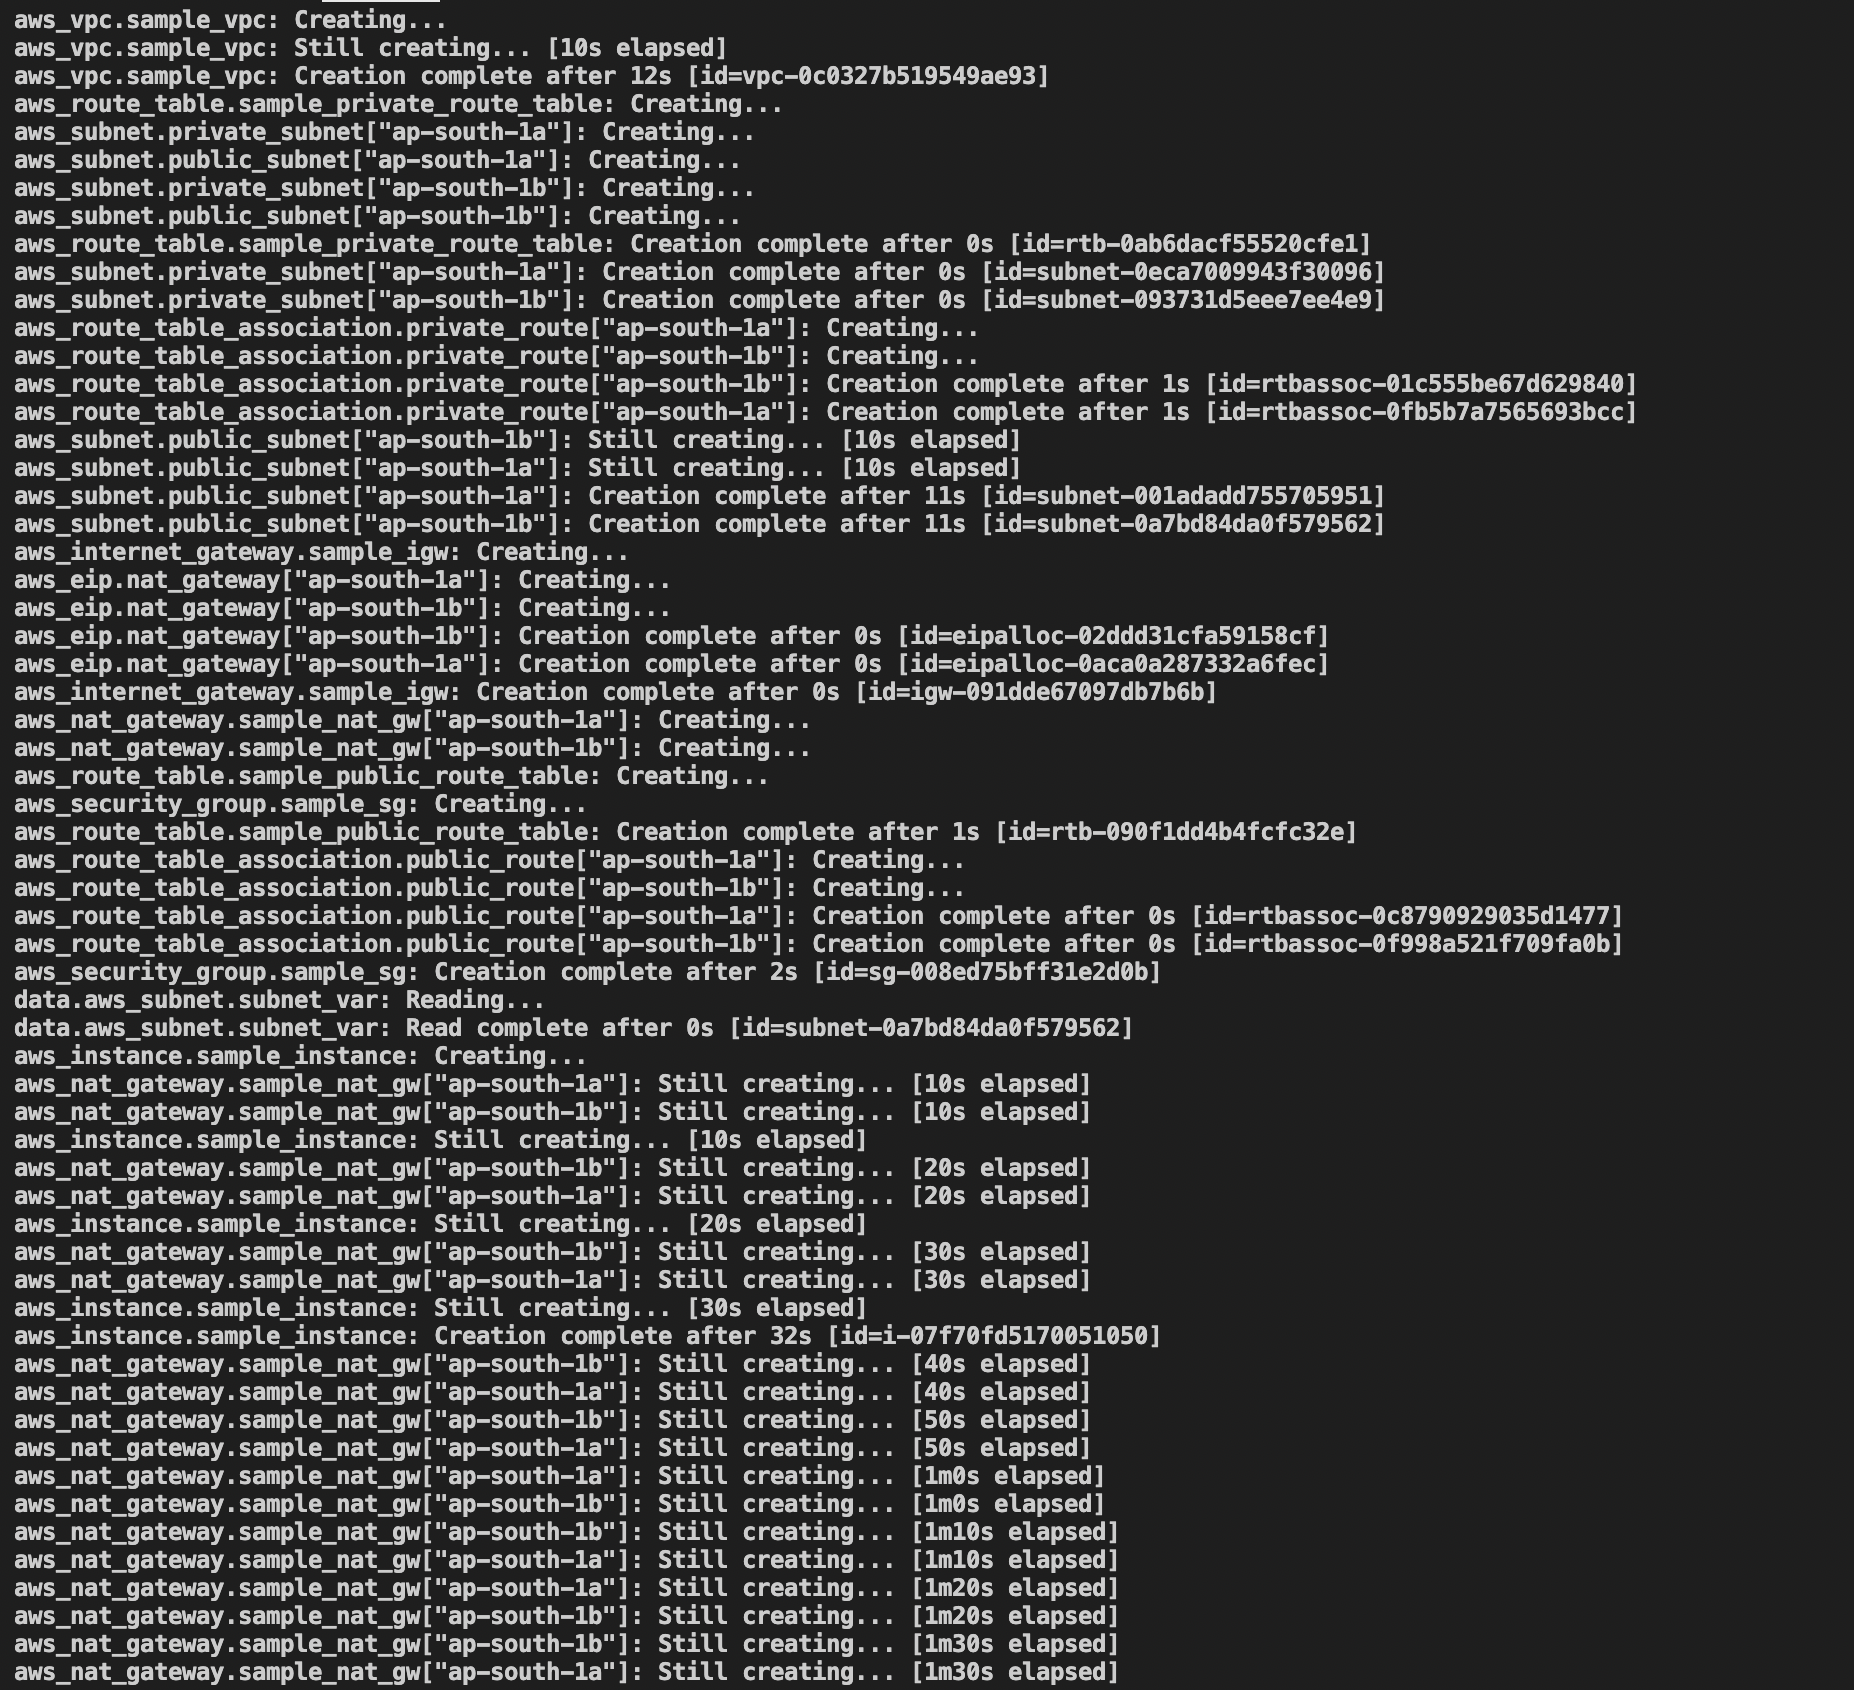 aws_vpc.sample_vpc: Creating...
aws_vpc.sample_vpc: Still creating... [10s elapsed]
aws_vpc.sample_vpc: Creation complete after 12s [id=vpc-0c0327b519549ae93]
aws_route_table.sample_private_route_table: Creating...
aws_subnet.private_subnet["ap-south-1a"]: Creating...
aws_subnet.public_subnet["ap-south-1a"]: Creating...
aws_subnet.private_subnet["ap-south-1b"]: Creating...
aws_subnet.public_subnet["ap-south-1b"]: Creating...
aws_route_table.sample_private_route_table: Creation complete after 0s [id=rtb-0ab6dacf55520cfe1]
aws_subnet.private_subnet["ap-south-1a"]: Creation complete after 0s [id=subnet-0eca7009943f30096]
aws_subnet.private_subnet["ap-south-1b"]: Creation complete after 0s [id=subnet-093731d5eee7ee4e9]
aws_route_table_association.private_route["ap-south-1a"]: Creating...
aws_route_table_association.private_route["ap-south-1b"]: Creating...
aws_route_table_association.private_route["ap-south-1b"]: Creation complete after 1s [id=rtbassoc-01c555be67d629840]
aws_route_table_association.private_route["ap-south-1a"]: Creation complete after 1s [id=rtbassoc-0fb5b7a7565693bcc]
aws_subnet.public_subnet["ap-south-1b"]: Still creating... [10s elapsed]
aws_subnet.public_subnet["ap-south-1a"]: Still creating... [10s elapsed]
aws_subnet.public_subnet["ap-south-1a"]: Creation complete after 11s [id=subnet-001adadd755705951]
aws_subnet.public_subnet["ap-south-1b"]: Creation complete after 11s [id=subnet-0a7bd84da0f579562]
aws_internet_gateway.sample_igw: Creating...
aws_eip.nat_gateway["ap-south-1a"]: Creating...
aws_eip.nat_gateway["ap-south-1b"]: Creating...
aws_eip.nat_gateway["ap-south-1b"]: Creation complete after 0s [id=eipalloc-02ddd31cfa59158cf]
aws_eip.nat_gateway["ap-south-1a"]: Creation complete after 0s [id=eipalloc-0aca0a287332a6fec]
aws_internet_gateway.sample_igw: Creation complete after 0s [id=igw-091dde67097db7b6b]
aws_nat_gateway.sample_nat_gw["ap-south-1a"]: Creating...
aws_nat_gateway.sample_nat_gw["ap-south-1b"]: Creating...
aws_route_table.sample_public_route_table: Creating...
aws_security_group.sample_sg: Creating...
aws_route_table.sample_public_route_table: Creation complete after 1s [id=rtb-090f1dd4b4fcfc32e]
aws_route_table_association.public_route["ap-south-1a"]: Creating...
aws_route_table_association.public_route["ap-south-1b"]: Creating...
aws_route_table_association.public_route["ap-south-1a"]: Creation complete after 0s [id=rtbassoc-0c8790929035d1477]
aws_route_table_association.public_route["ap-south-1b"]: Creation complete after 0s [id=rtbassoc-0f998a521f709fa0b]
aws_security_group.sample_sg: Creation complete after 2s [id=sg-008ed75bff31e2d0b]
data.aws_subnet.subnet_var: Reading...
data.aws_subnet.subnet_var: Read complete after 0s [id=subnet-0a7bd84da0f579562]
aws_instance.sample_instance: Creating...
aws_nat_gateway.sample_nat_gw["ap-south-1a"]: Still creating... [10s elapsed]
aws_nat_gateway.sample_nat_gw["ap-south-1b"]: Still creating... [10s elapsed]
aws_instance.sample_instance: Still creating... [10s elapsed]
aws_nat_gateway.sample_nat_gw["ap-south-1b"]: Still creating... [20s elapsed]
aws_nat_gateway.sample_nat_gw["ap-south-1a"]: Still creating... [20s elapsed]
aws_instance.sample_instance: Still creating... [20s elapsed]
aws_nat_gateway.sample_nat_gw["ap-south-1b"]: Still creating... [30s elapsed]
aws_nat_gateway.sample_nat_gw["ap-south-1a"]: Still creating... [30s elapsed]
aws_instance.sample_instance: Still creating... [30s elapsed]
aws_instance.sample_instance: Creation complete after 32s [id=i-07f70fd5170051050]
aws_nat_gateway.sample_nat_gw["ap-south-1b"]: Still creating... [40s elapsed]
aws_nat_gateway.sample_nat_gw["ap-south-1a"]: Still creating... [40s elapsed]
aws_nat_gateway.sample_nat_gw["ap-south-1b"]: Still creating... [50s elapsed]
aws_nat_gateway.sample_nat_gw["ap-south-1a"]: Still creating... [50s elapsed]
aws_nat_gateway.sample_nat_gw["ap-south-1a"]: Still creating... [1m0s elapsed]
aws_nat_gateway.sample_nat_gw["ap-south-1b"]: Still creating... [1m0s elapsed]
aws_nat_gateway.sample_nat_gw["ap-south-1b"]: Still creating... [1m10s elapsed]
aws_nat_gateway.sample_nat_gw["ap-south-1a"]: Still creating... [1m10s elapsed]
aws_nat_gateway.sample_nat_gw["ap-south-1a"]: Still creating... [1m20s elapsed]
aws_nat_gateway.sample_nat_gw["ap-south-1b"]: Still creating... [1m20s elapsed]
aws_nat_gateway.sample_nat_gw["ap-south-1b"]: Still creating... [1m30s elapsed]
aws_nat_gateway.sample_nat_gw["ap-south-1a"]: Still creating... [1m30s elapsed]